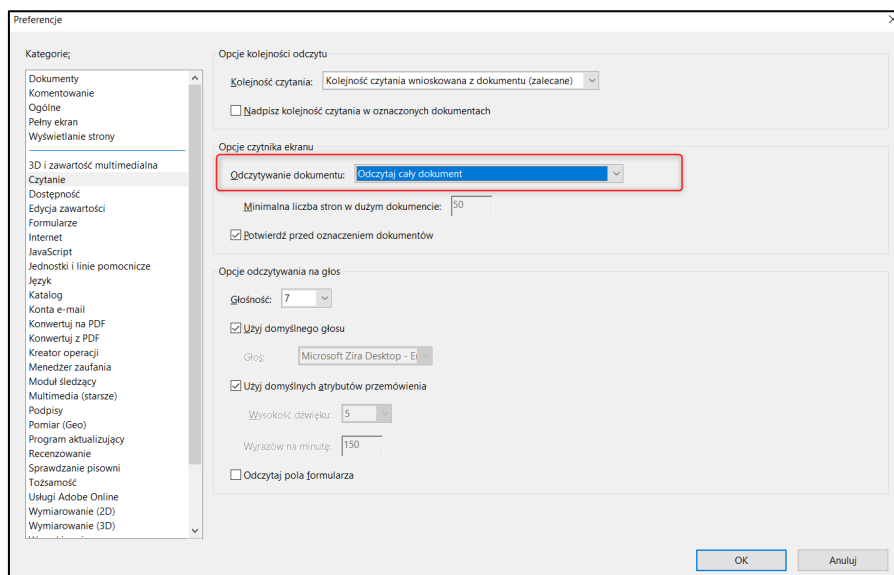 Preferencje
Kategorie:
Dokumenty
Komentowanie
Ogólne
Pełny ekran
Wyświetlanie strony
3D i zawartość multimedialna
Czytanie
Dostępność
Edycja zawartości
Formularze
Internet
JavaScript
Jednostki i linie pomocnicze
Język
Katalog
Konta e-mail
Konwertuj na PDF
Konwertuj z PDF
Kreator operacji
Menedżer zaufania
Moduł śledzący
Multimedia (starsze)
Podpisy
Pomiar (Geo)
Program aktualizujący
Recenzowanie
Sprawdzanie pisowni
Tożsamość
Usługi Adobe Online
Wymiarowanie (2D)
Wymiarowanie (3D)
Opcje kolejności odczytu
Kolejność czytania: Kolejność czytania wnioskowana z dokumentu (zalecane)
Nadpisz kolejność czytania w oznaczonych dokumentach
Opcje czytnika ekranu
Odczytywanie dokumentu: Odczytaj cały dokument
Minimalna liczba stron w dużym dokumencie: 50
Potwierdź przed oznaczeniem dokumentów
Opcje odczytywania na głos
Głośność: 7
Użyj domyślnego głosu
Głos: Microsoft Zira Desktop - E
Użyj domyślnych atrybutów przemówienia
Wysokość dźwięku: 5
Wyrazów na minutę: 150
Odczytaj pola formularza
OK Anuluj